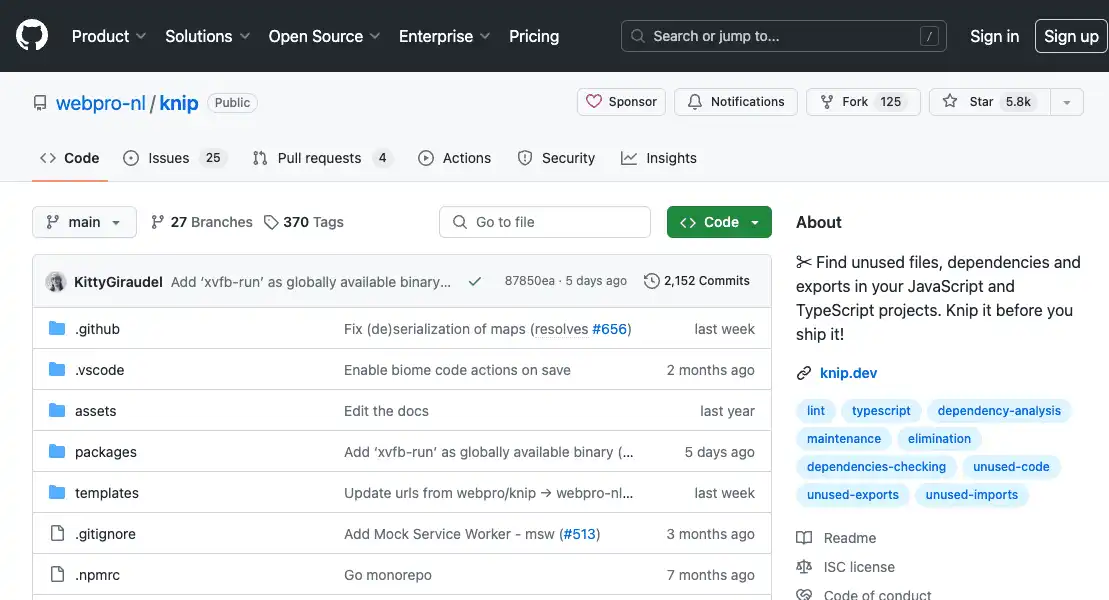 Product Solutions Open Source Enterprise Pricing Search or jump to... / Sign in Sign up
webpro-nl / knip Public Sponsor Notifications Fork 125 Star 5.8k
Code Issues 25 Pull requests 4 Actions Security Insights
main 27 Branches 370 Tags Go to file Code
KittyGiraudel Add ‘xvfb-run’ as globally available binary... 87850ea · 5 days ago 2,152 Commits
.github Fix (de)serialization of maps (resolves #656) last week
.vscode Enable biome code actions on save 2 months ago
assets Edit the docs last year
packages Add ‘xvfb-run’ as globally available binary (... 5 days ago
templates Update urls from webpro/knip → webpro-nl... last week
.gitignore Add Mock Service Worker - msw (#513) 3 months ago
.npmrc Go monorepo 7 months ago
About
✂️ Find unused files, dependencies and
exports in your JavaScript and
TypeScript projects. Knip it before you
ship it!
knip.dev
lint typescript dependency-analysis
maintenance elimination
dependencies-checking unused-code
unused-exports unused-imports
Readme
ISC license
Code of conduct